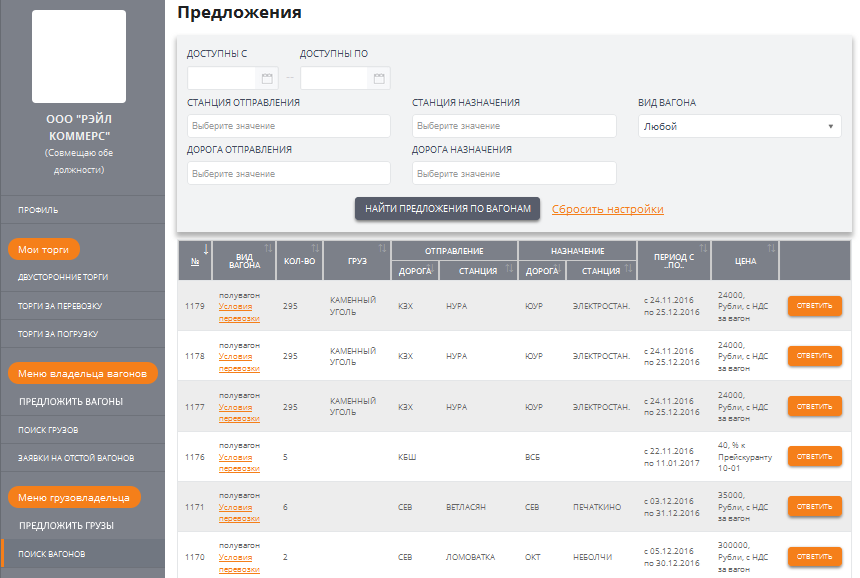 ООО "РЭЙЛ
КОММЕРС"
(Совмещаю обе
должности)
ПРОФИЛЬ
Мои торги
ДВУСТОРОННИЕ ТОРГИ
ТОРГИ ЗА ПЕРЕВОЗКУ
ТОРГИ ЗА ПОГРУЗКУ
Меню владельца вагонов
ПРЕДЛОЖИТЬ ВАГОНЫ
ПОИСК ГРУЗОВ
ЗАЯВКИ НА ОТСТОЙ ВАГОНОВ
Меню грузовладельца
ПРЕДЛОЖИТЬ ГРУЗЫ
ПОИСК ВАГОНОВ
Предложения
ДОСТУПНЫ С ДОСТУПНЫ ПО
СТАНЦИЯ ОТПРАВЛЕНИЯ СТАНЦИЯ НАЗНАЧЕНИЯ ВИД ВАГОНА
Выберите значение Выберите значение Любой
ДОРОГА ОТПРАВЛЕНИЯ ДОРОГА НАЗНАЧЕНИЯ
Выберите значение Выберите значение
НАЙТИ ПРЕДЛОЖЕНИЯ ПО ВАГОНАМ Сбросить настройки
ОТПРАВЛЕНИЕ НАЗНАЧЕНИЕ
№ ВИД ВАГОНА КОЛ-ВО ГРУЗ ДОРОГА СТАНЦИЯ ДОРОГА СТАНЦИЯ ПЕРИОД С ..ПО.. ЦЕНА
полувагон КАМЕННЫЙ с 24.11.2016 24000,
1179 Условия 295 УГОЛЬ КЗХ НУРА ЮУР ЭЛЕКТРОСТАН. по 25.12.2016 Рубли, с НДС ОТВЕТИТЬ
перевозки за вагон
полувагон КАМЕННЫЙ с 24.11.2016 24000,
1178 Условия 295 УГОЛЬ КЗХ НУРА ЮУР ЭЛЕКТРОСТАН. по 25.12.2016 Рубли, с НДС ОТВЕТИТЬ
перевозки за вагон
полувагон КАМЕННЫЙ с 24.11.2016 24000,
1177 Условия 295 УГОЛЬ КЗХ НУРА ЮУР ЭЛЕКТРОСТАН. по 25.12.2016 Рубли, с НДС ОТВЕТИТЬ
перевозки за вагон
полувагон с 22.11.2016 40, % к
1176 Условия 5 КБШ ВСБ по 11.01.2017 Прейскуранту ОТВЕТИТЬ
перевозки 10-01
полувагон с 03.12.2016 35000,
1171 Условия 6 СЕВ ВЕТЛАСЯН СЕВ ПЕЧАТКИНО по 31.12.2016 Рубли, с НДС ОТВЕТИТЬ
перевозки за вагон
полувагон с 05.12.2016 300000,
1170 Условия 2 СЕВ ЛОМОВАТКА ОКТ НЕБОЛЧИ по 30.12.2016 Рубли, с НДС ОТВЕТИТЬ
перевозки за вагон